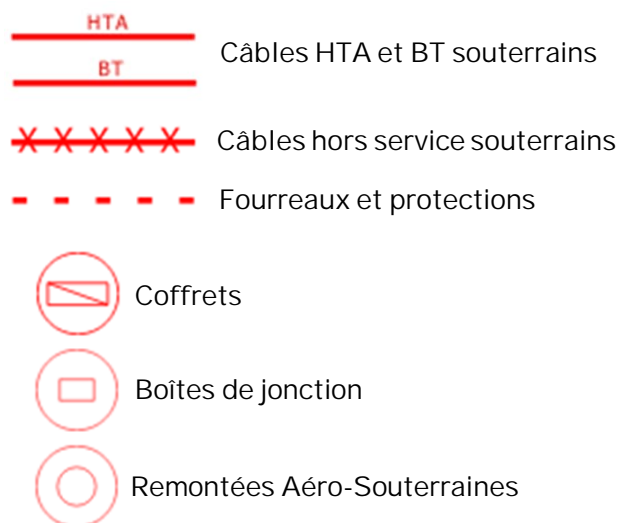 HTA
Câbles HTA et BT souterrains
BT
Câbles hors service souterrains
Fourreaux et protections
Coffrets
Boîtes de jonction
Remontées Aéro-Souterraines